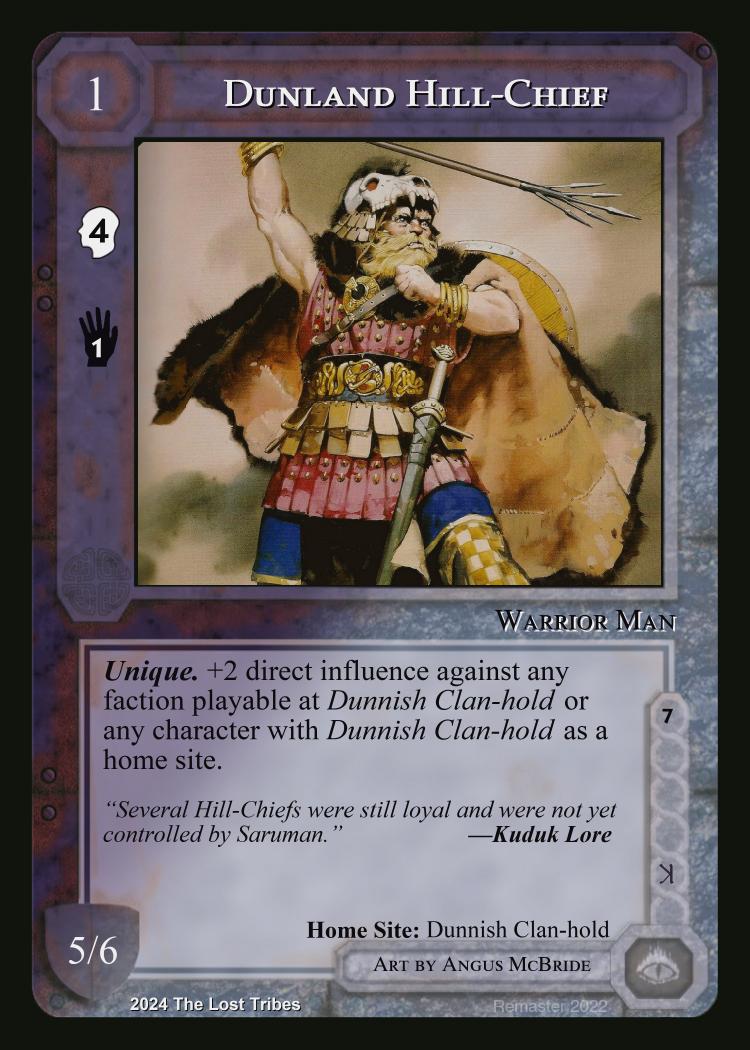 1
Dunland Hill-Chief
4
1
Warrior Man
Unique. +2 direct influence against any
faction playable at Dunnish Clan-hold or
any character with Dunnish Clan-hold as a
home site.
7
“Several Hill-Chiefs were still loyal and were not yet
controlled by Saruman.” —Kuduk Lore
Home Site: Dunnish Clan-hold
5/6
Art by Angus McBride
2024 The Lost Tribes
Remaster 2022